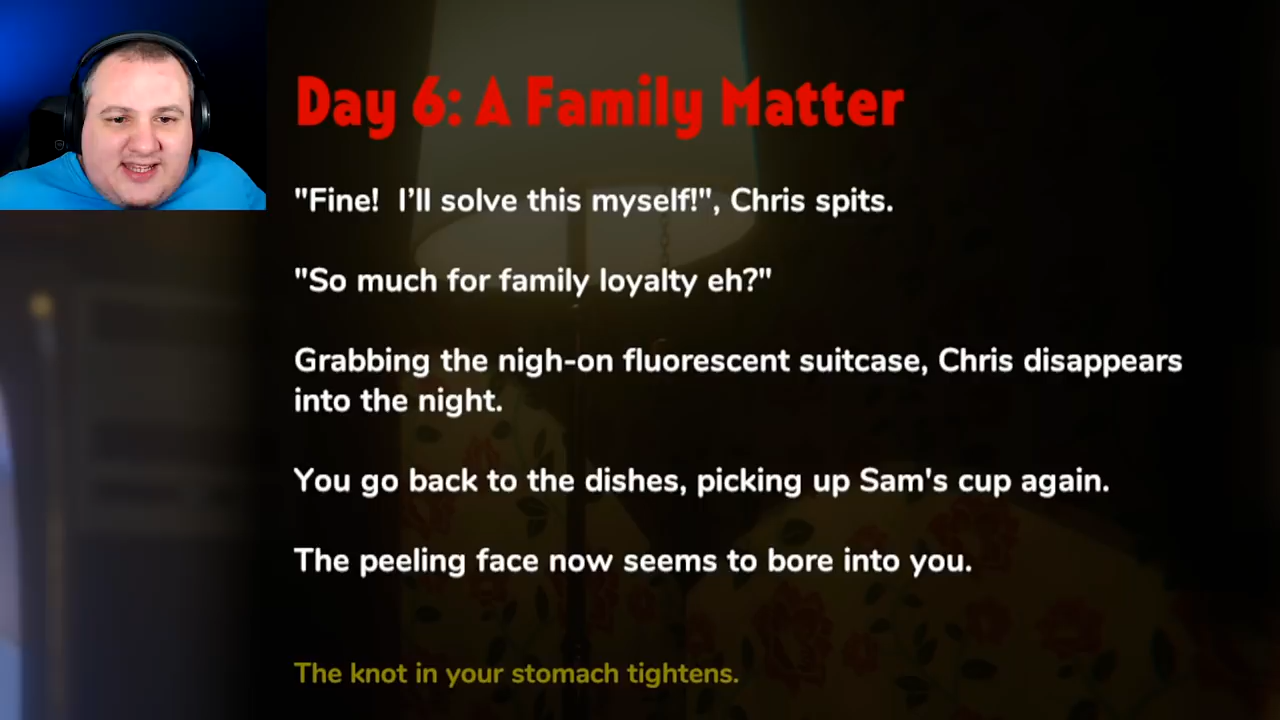 Day 6: A Family Matter
"Fine!  I’ll solve this myself!", Chris spits.
"So much for family loyalty eh?"
Grabbing the nigh-on fluorescent suitcase, Chris disappears
into the night.
You go back to the dishes, picking up Sam's cup again.
The peeling face now seems to bore into you.
The knot in your stomach tightens.